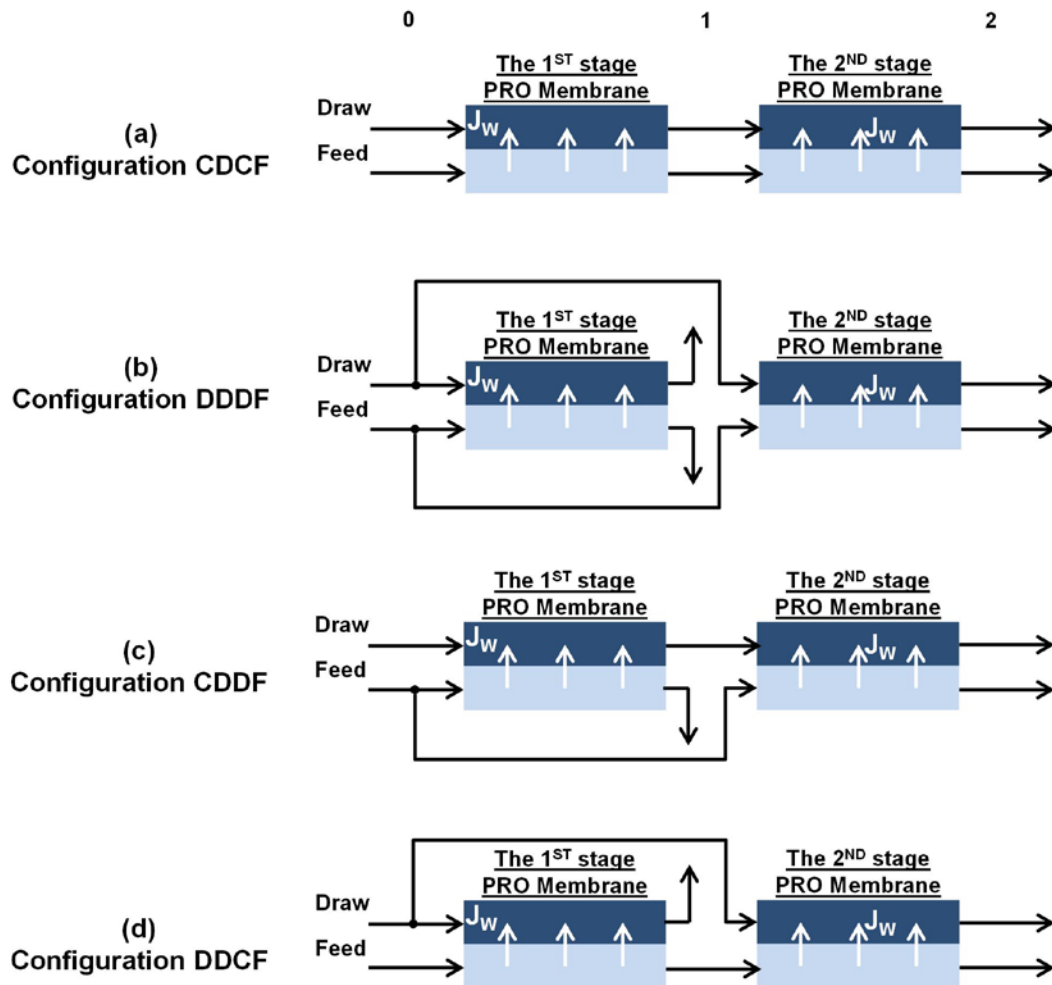 0 1 2
The 1ST stage PRO Membrane
The 2ND stage PRO Membrane
(a)
Configuration CDCF
Draw
Feed
JW
JW
The 1ST stage PRO Membrane
The 2ND stage PRO Membrane
(b)
Configuration DDDF
Draw
Feed
JW
JW
The 1ST stage PRO Membrane
The 2ND stage PRO Membrane
(c)
Configuration CDDF
Draw
Feed
JW
JW
The 1ST stage PRO Membrane
The 2ND stage PRO Membrane
(d)
Configuration DDCF
Draw
Feed
JW
JW